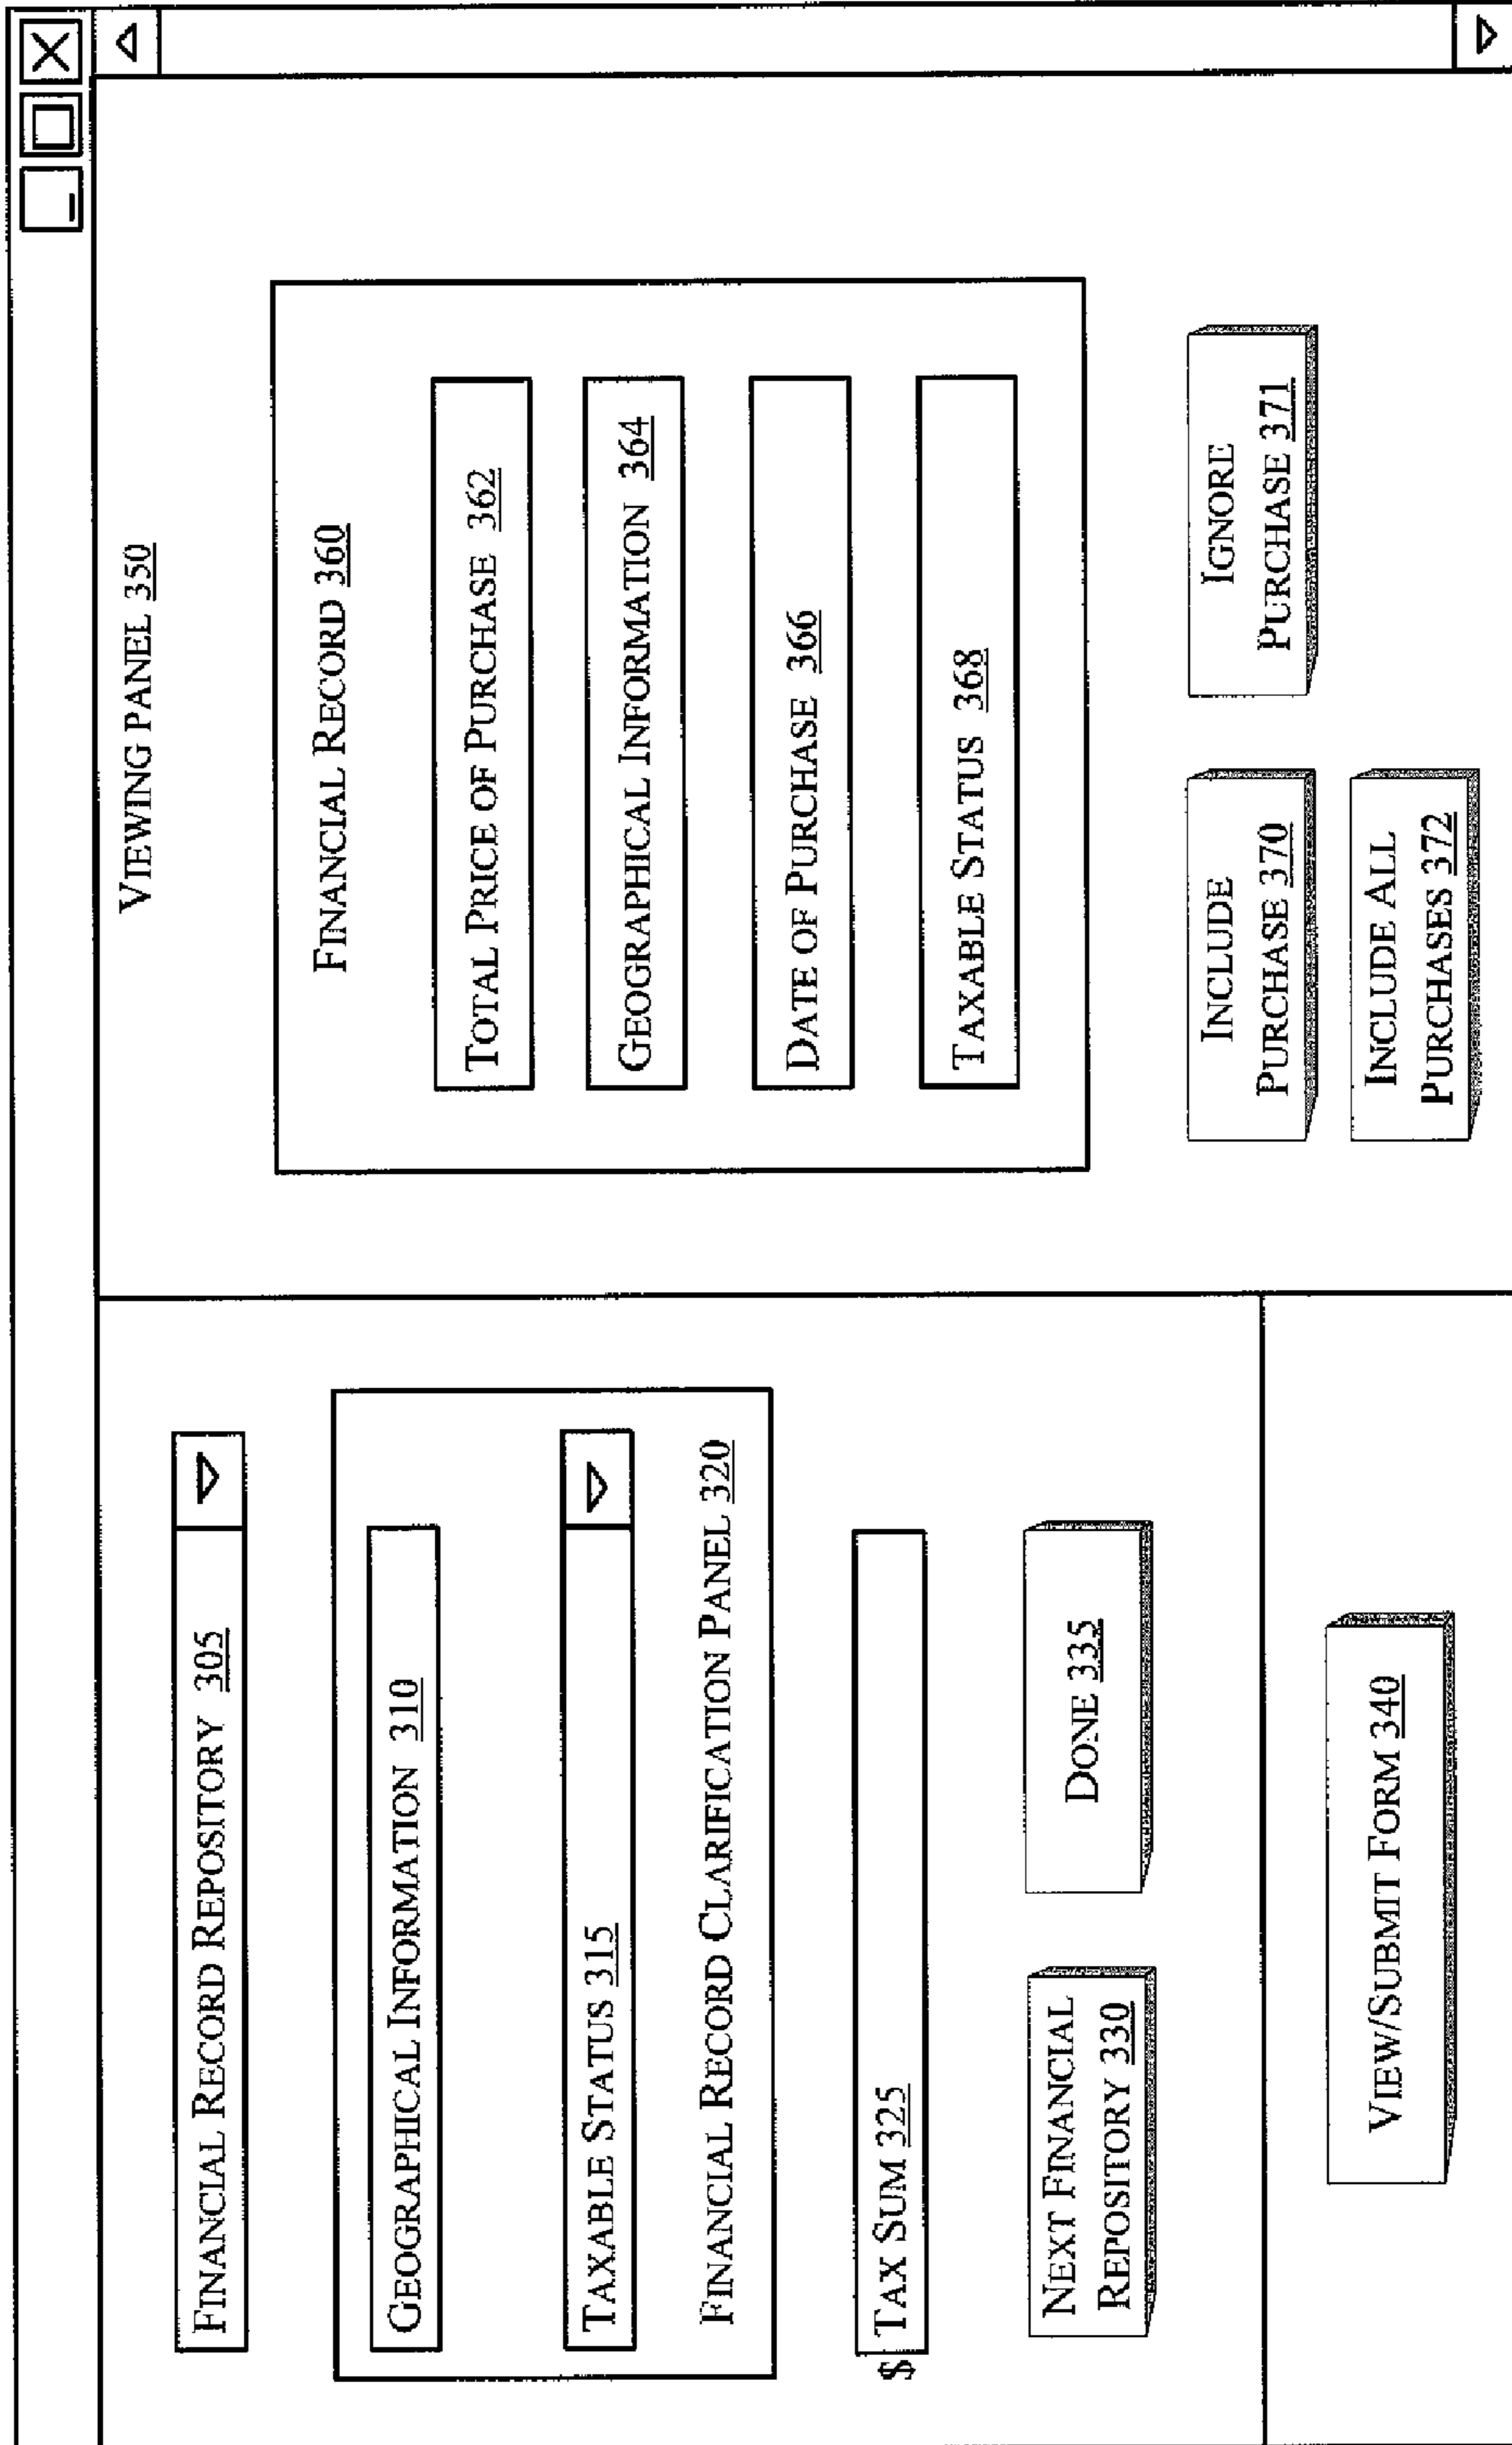 FINANCIAL RECORD REPOSITORY 305
GEOGRAPHICAL INFORMATION 310
TAXABLE STATUS 315
FINANCIAL RECORD CLARIFICATION PANEL 320
$ TAX SUM 325
NEXT FINANCIAL
REPOSITORY 330
DONE 335
VIEW/SUBMIT FORM 340
VIEWING PANEL 350
FINANCIAL RECORD 360
TOTAL PRICE OF PURCHASE 362
GEOGRAPHICAL INFORMATION 364
DATE OF PURCHASE 366
TAXABLE STATUS 368
INCLUDE
PURCHASE 370
IGNORE
PURCHASE 371
INCLUDE ALL
PURCHASES 372